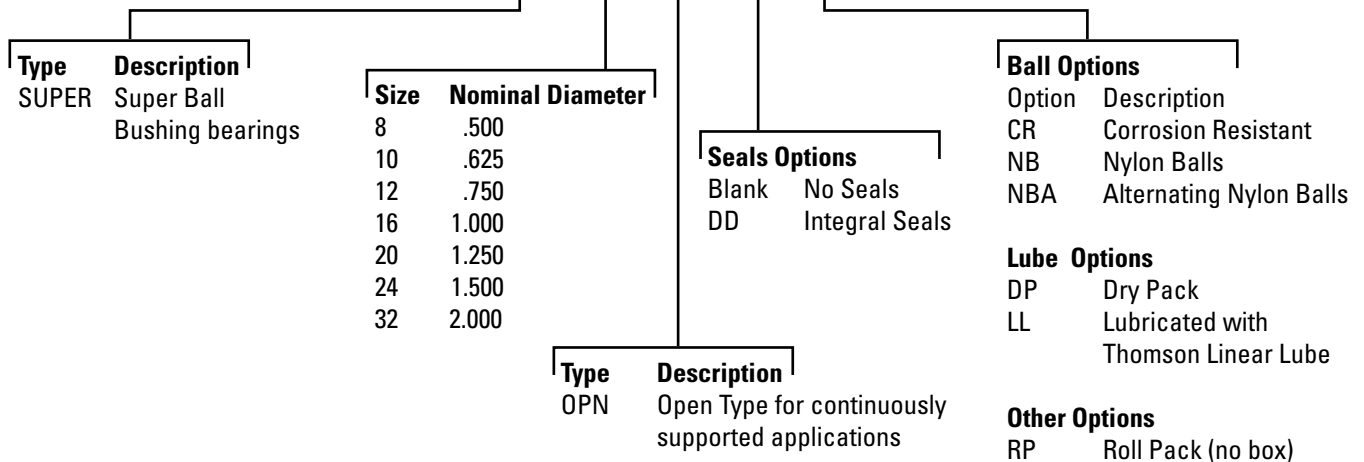 Type Description
SUPER Super Ball
Bushing bearings
Size Nominal Diameter
8 .500
10 .625
12 .750
16 1.000
20 1.250
24 1.500
32 2.000
Type Description
OPN Open Type for continuously
supported applications
Seals Options
Blank No Seals
DD Integral Seals
Ball Options
Option Description
CR Corrosion Resistant
NB Nylon Balls
NBA Alternating Nylon Balls
Lube Options
DP Dry Pack
LL Lubricated with
Thomson Linear Lube
Other Options
RP Roll Pack (no box)